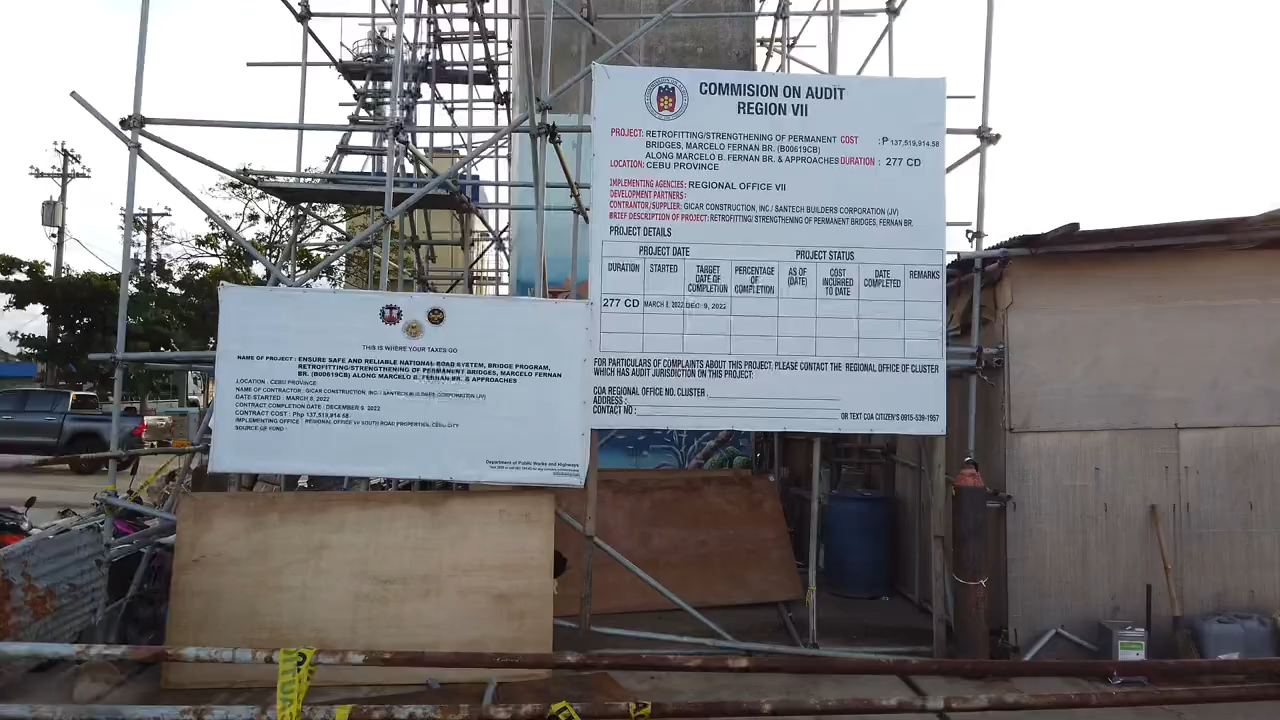 COMMISION ON AUDIT
REGION VII
PROJECT: RETROFITTING/STRENGTHENING OF PERMANENT COST : ₱ 137,519,914.58
BRIDGES, MARCELO FERNAN BR. (B00619CB)
ALONG MARCELO B. FERNAN BR. & APPROACHES DURATION : 277 CD
LOCATION: CEBU PROVINCE
IMPLEMENTING AGENCIES: REGIONAL OFFICE VII
DEVELOPMENT PARTNERS:
CONTRANTOR/SUPPLIER: GICAR CONSTRUCTION, INC./ SANTECH BUILDERS CORPORATION (JV)
BRIEF DESCRIPTION OF PROJECT: RETROFITTING/ STRENGTHENING OF PERMANENT BRIDGES, FERNAN BR.
PROJECT DETAILS
PROJECT DATE PROJECT STATUS
DURATION STARTED TARGET DATE OF COMPLETION PERCENTAGE OF COMPLETION AS OF (DATE) COST INCURRED TO DATE DATE COMPLETED REMARKS
277 CD MARCH 8, 2022 DEC. 9, 2022
FOR PARTICULARS OF COMPLAINTS ABOUT THIS PROJECT, PLEASE CONTACT THE REGIONAL OFFICE OF CLUSTER
WHICH HAS AUDIT JURISDICTION ON THIS PROJECT:
COA REGIONAL OFFICE NO. CLUSTER
ADDRESS :
CONTACT NO : OR TEXT COA CITIZEN'S 0915-539-1957
THIS IS WHERE YOUR TAXES GO
NAME OF PROJECT : ENSURE SAFE AND RELIABLE NATIONAL ROAD SYSTEM, BRIDGE PROGRAM,
RETROFITTING/STRENGTHENING OF PERMANENT BRIDGES, MARCELO FERNAN
BR. (B00619CB) ALONG MARCELO B. FERNAN BR. & APPROACHES
LOCATION : CEBU PROVINCE
NAME OF CONTRACTOR : GICAR CONSTRUCTION, INC. / SANTECH BUILDERS CORPORATION (JV)
DATE STARTED : MARCH 8, 2022
CONTRACT COMPLETION DATE : DECEMBER 9, 2022
CONTRACT COST : Php 137,519,914.58
IMPLEMENTING OFFICE : REGIONAL OFFICE VII SOUTH ROAD PROPERTIES, CEBU CITY
SOURCE OF FUND :
Department of Public Works and Highways